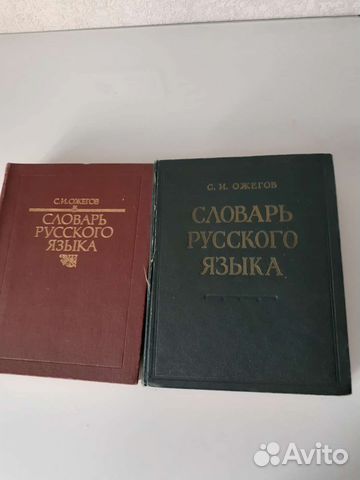 С. И. ОЖЕГОВ
СЛОВАРЬ
РУССКОГО
ЯЗЫКА
С. И. ОЖЕГОВ
СЛОВАРЬ
РУССКОГО
ЯЗЫКА
Avito